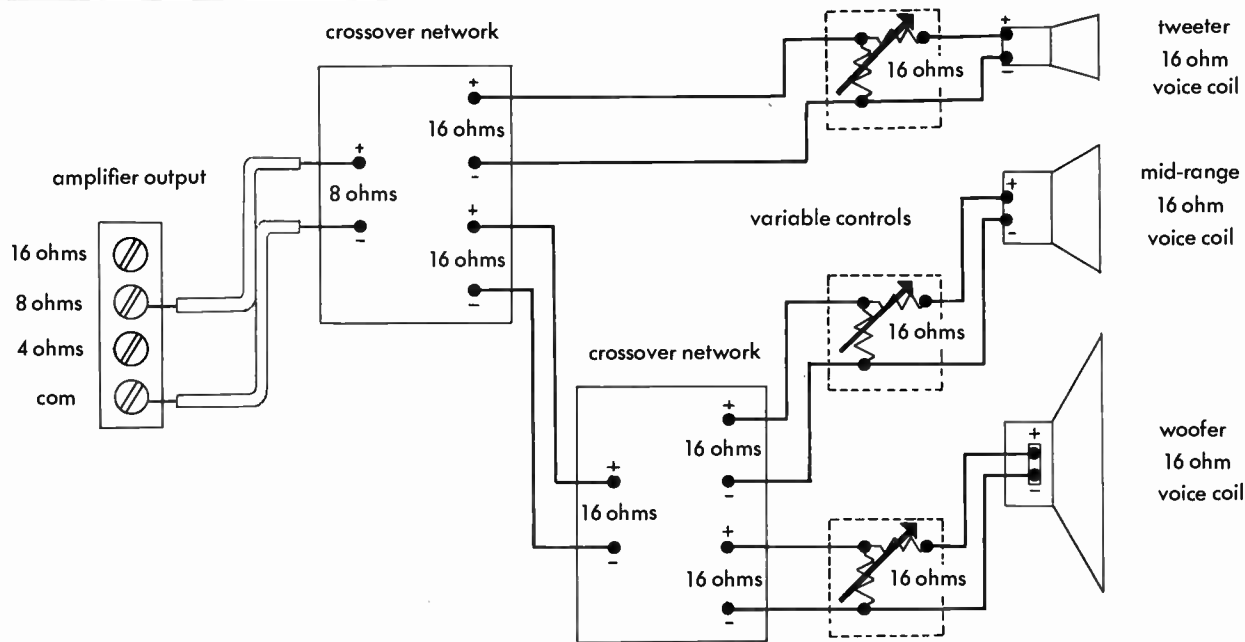 crossover network
+
16 ohms
-
+
8 ohms
-
+
16 ohms
-
amplifier output
16 ohms
8 ohms
4 ohms
com
16 ohms
+
-
tweeter
16 ohm
voice coil
variable controls
16 ohms
+
-
mid-range
16 ohm
voice coil
crossover network
+
16 ohms
-
+
16 ohms
-
+
16 ohms
-
16 ohms
+
-
woofer
16 ohm
voice coil